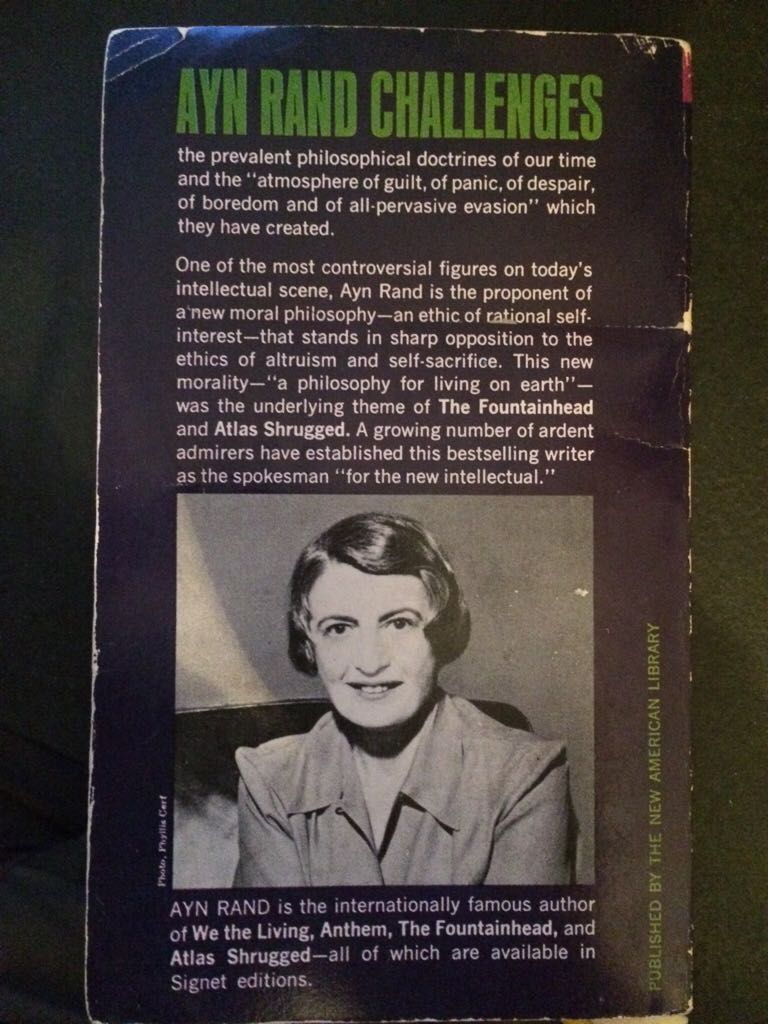 AYN RAND CHALLENGES
the prevalent philosophical doctrines of our time
and the "atmosphere of guilt, of panic, of despair,
of boredom and of all-pervasive evasion" which
they have created.
One of the most controversial figures on today's
intellectual scene, Ayn Rand is the proponent of
a new moral philosophy—an ethic of rational self-
interest—that stands in sharp opposition to the
ethics of altruism and self-sacrifice. This new
morality—"a philosophy for living on earth"—
was the underlying theme of The Fountainhead
and Atlas Shrugged. A growing number of ardent
admirers have established this bestselling writer
as the spokesman "for the new intellectual."
Photo, Phyllis Cerf
AYN RAND is the internationally famous author
of We the Living, Anthem, The Fountainhead, and
Atlas Shrugged—all of which are available in
Signet editions.
PUBLISHED BY THE NEW AMERICAN LIBRARY